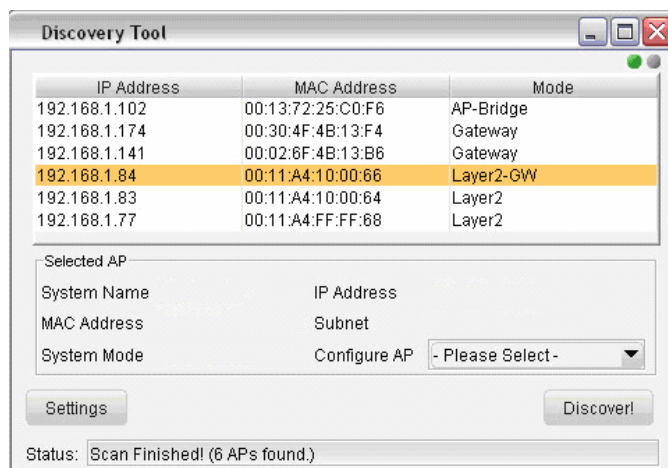 Discovery Tool
IP Address MAC Address Mode
192.168.1.102 00:13:72:25:C0:F6 AP-Bridge
192.168.1.174 00:30:4F:4B:13:F4 Gateway
192.168.1.141 00:02:6F:4B:13:B6 Gateway
192.168.1.84 00:11:A4:10:00:66 Layer2-GW
192.168.1.83 00:11:A4:10:00:64 Layer2
192.168.1.77 00:11:A4:FF:FF:68 Layer2
Selected AP
System Name IP Address
MAC Address Subnet
System Mode Configure AP - Please Select -
Settings Discover!
Status: Scan Finished! (6 APs found.)